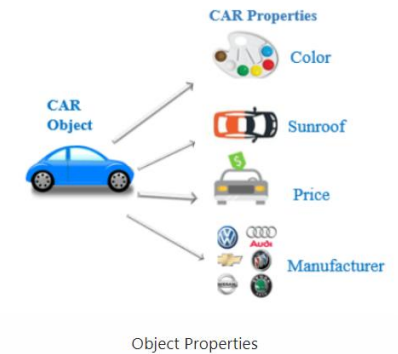 CAR Properties
Color
CAR
Object
Sunroof
$
Price
Audi
Manufacturer
Object Properties